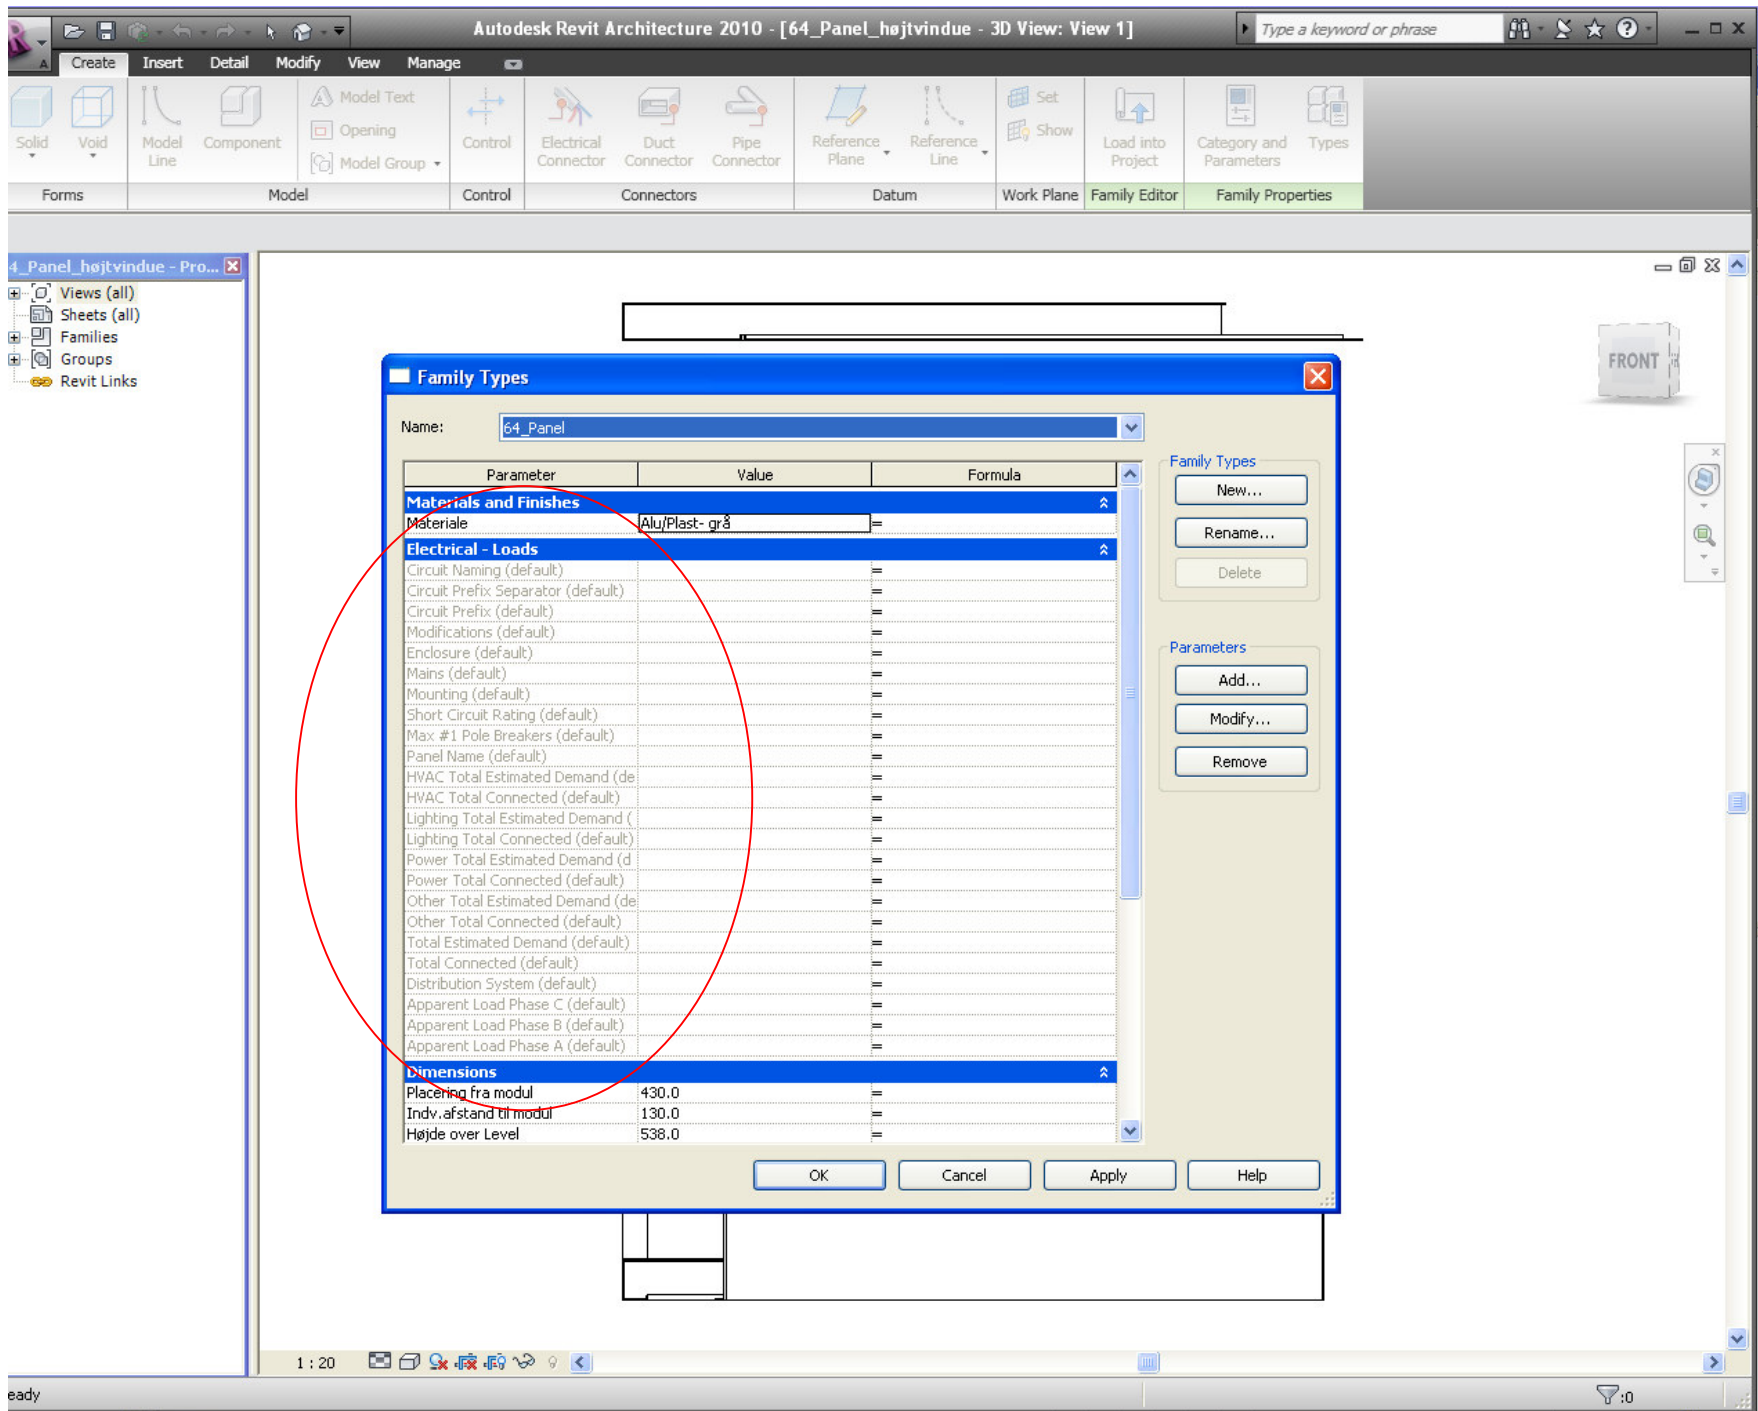 Autodesk Revit Architecture 2010 - [64_Panel_højtvindue - 3D View: View 1]
Type a keyword or phrase
A Create Insert Detail Modify View Manage
Solid Void Model Line Component Model Text Opening Model Group Control Electrical Connector Duct Connector Pipe Connector Reference Plane Reference Line Set Show Load into Project Category and Parameters Types
Forms Model Control Connectors Datum Work Plane Family Editor Family Properties
4_Panel_højtvindue - Pro...
Views (all)
Sheets (all)
Families
Groups
Revit Links
FRONT
Family Types
Name: 64_Panel
Parameter Value Formula
Materials and Finishes
Materiale Alu/Plast- grå =
Electrical - Loads
Circuit Naming (default) =
Circuit Prefix Separator (default) =
Circuit Prefix (default) =
Modifications (default) =
Enclosure (default) =
Mains (default) =
Mounting (default) =
Short Circuit Rating (default) =
Max #1 Pole Breakers (default) =
Panel Name (default) =
HVAC Total Estimated Demand (de =
HVAC Total Connected (default) =
Lighting Total Estimated Demand ( =
Lighting Total Connected (default) =
Power Total Estimated Demand (d =
Power Total Connected (default) =
Other Total Estimated Demand (de =
Other Total Connected (default) =
Total Estimated Demand (default) =
Total Connected (default) =
Distribution System (default) =
Apparent Load Phase C (default) =
Apparent Load Phase B (default) =
Apparent Load Phase A (default) =
Dimensions
Placering fra modul 430.0 =
Indv.afstand til modul 130.0 =
Højde over Level 538.0 =
Family Types
New...
Rename...
Delete
Parameters
Add...
Modify...
Remove
OK Cancel Apply Help
1 : 20
eady
:0